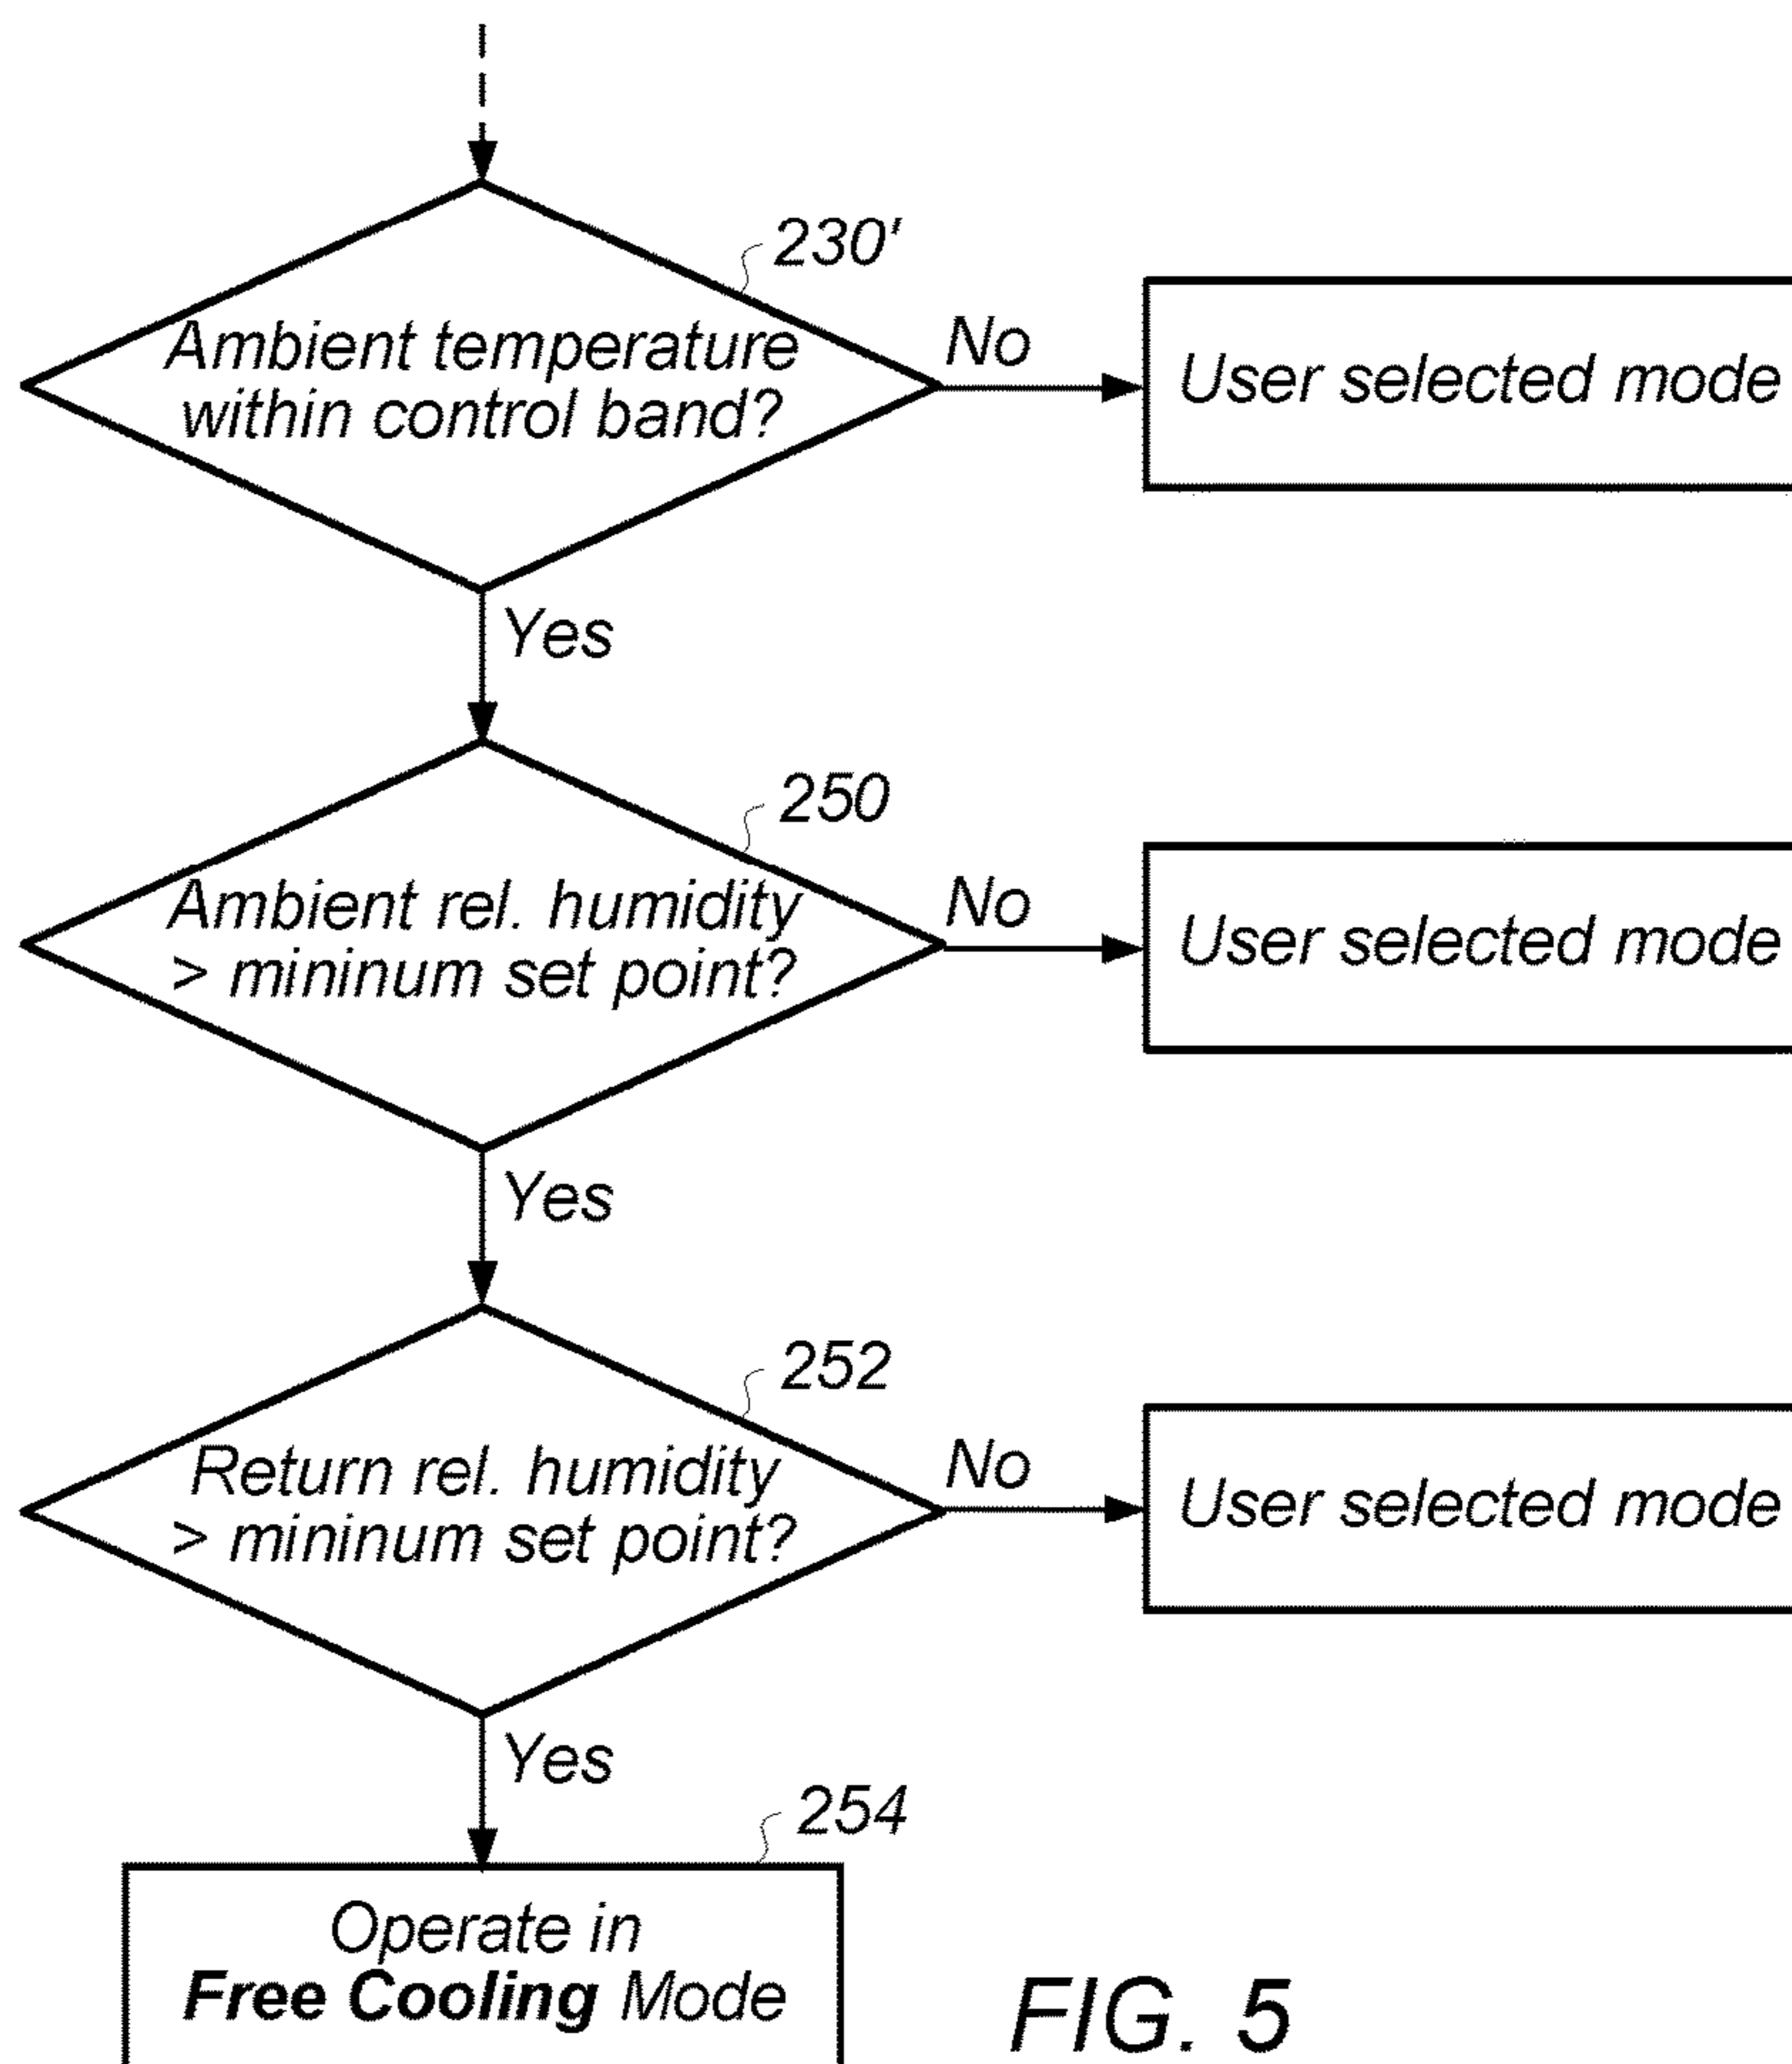 230'
Ambient temperature
within control band?
No
User selected mode
Yes
250
Ambient rel. humidity
> mininum set point?
No
User selected mode
Yes
252
Return rel. humidity
> mininum set point?
No
User selected mode
Yes
254
Operate in
Free Cooling Mode
FIG. 5